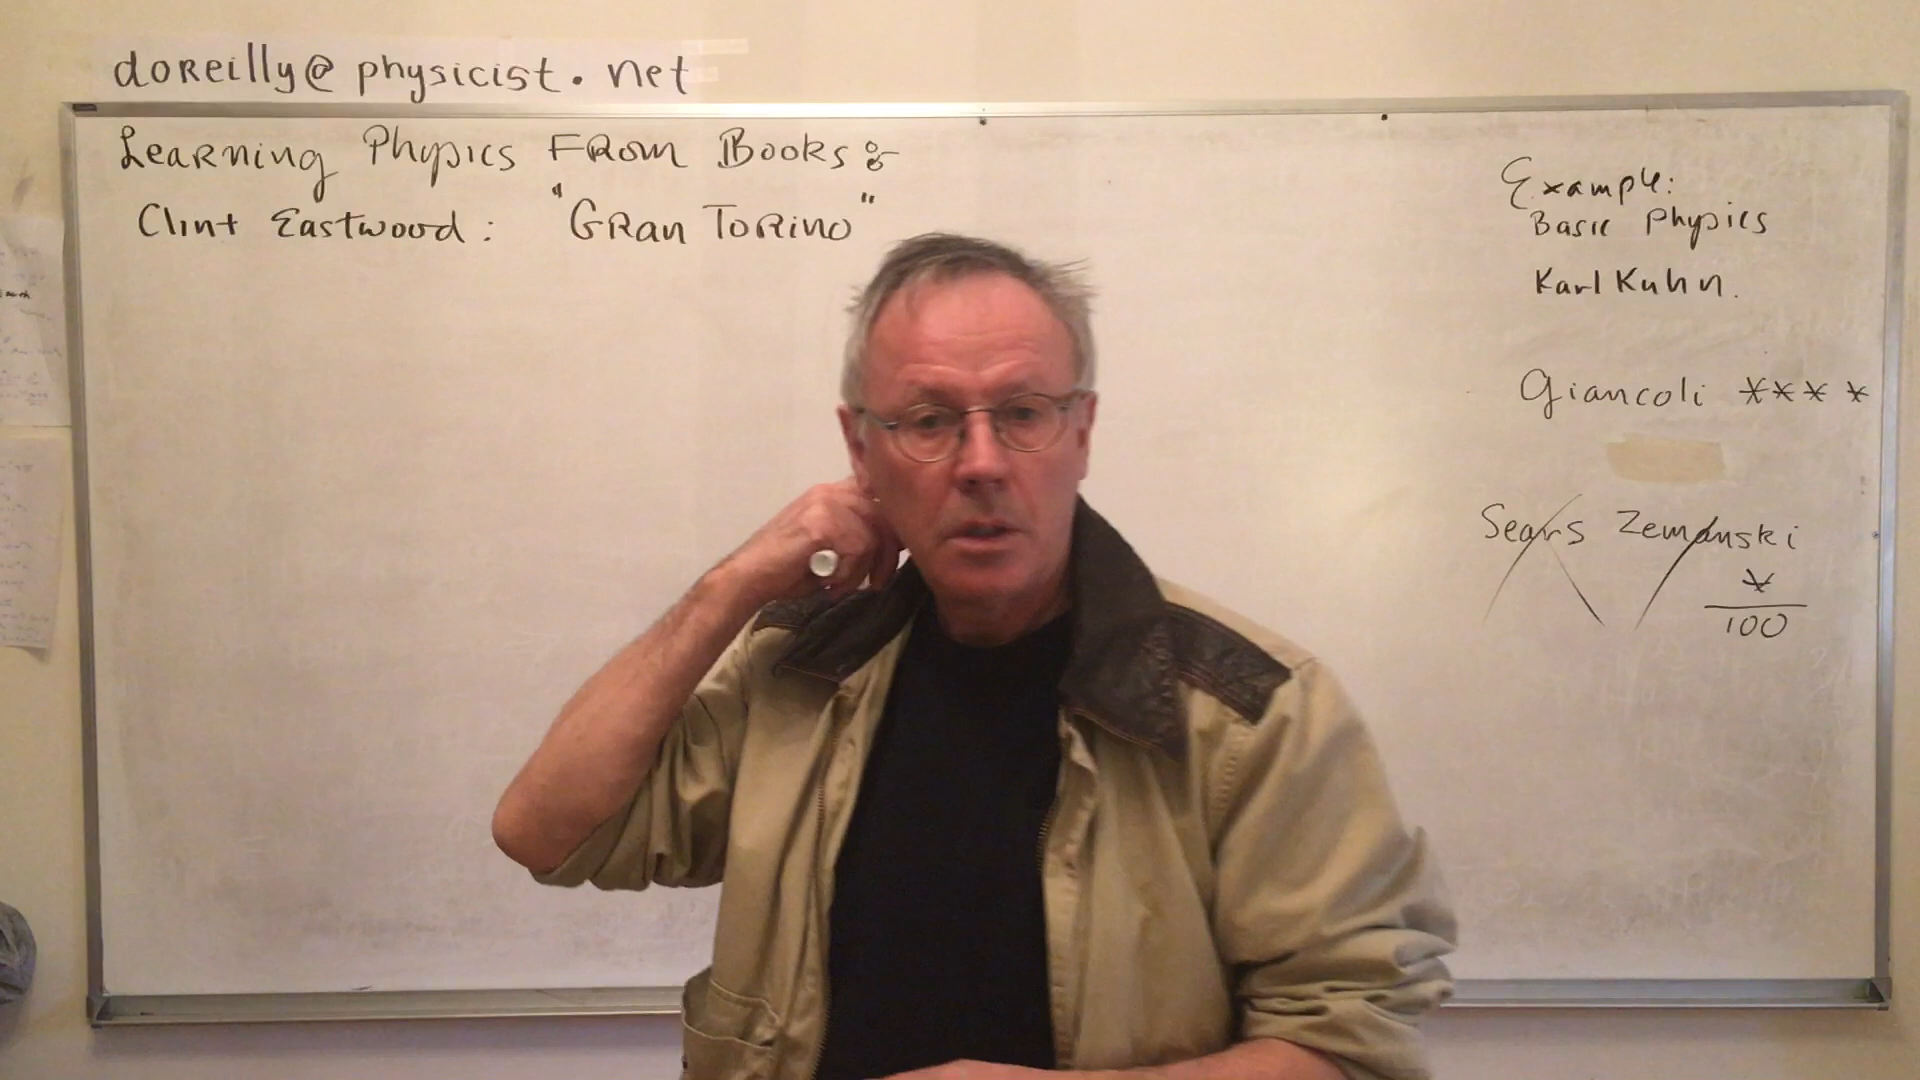 doReilly@physicist.net
Learning Physics From Books &
Clint Eastwood: "Gran Torino"
Example:
Basic Physics
Karl Kuhn.
Giancoli ****
Sears Zemanski
*
100